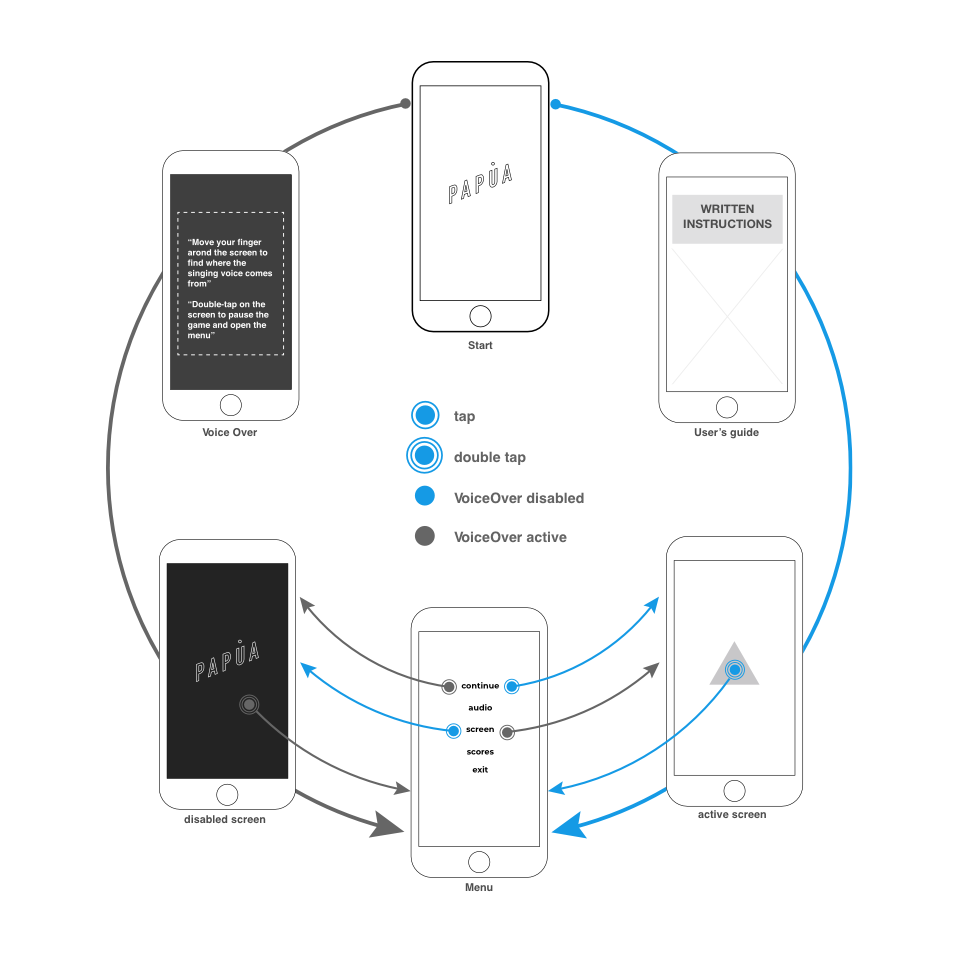 PAPUA
Start
“Move your finger
arond the screen to
find where the
singing voice comes
from”
“Double-tap on the
screen to pause the
game and open the
menu”
Voice Over
WRITTEN
INSTRUCTIONS
User’s guide
tap
double tap
VoiceOver disabled
VoiceOver active
PAPUA
disabled screen
continue
audio
screen
scores
exit
Menu
active screen